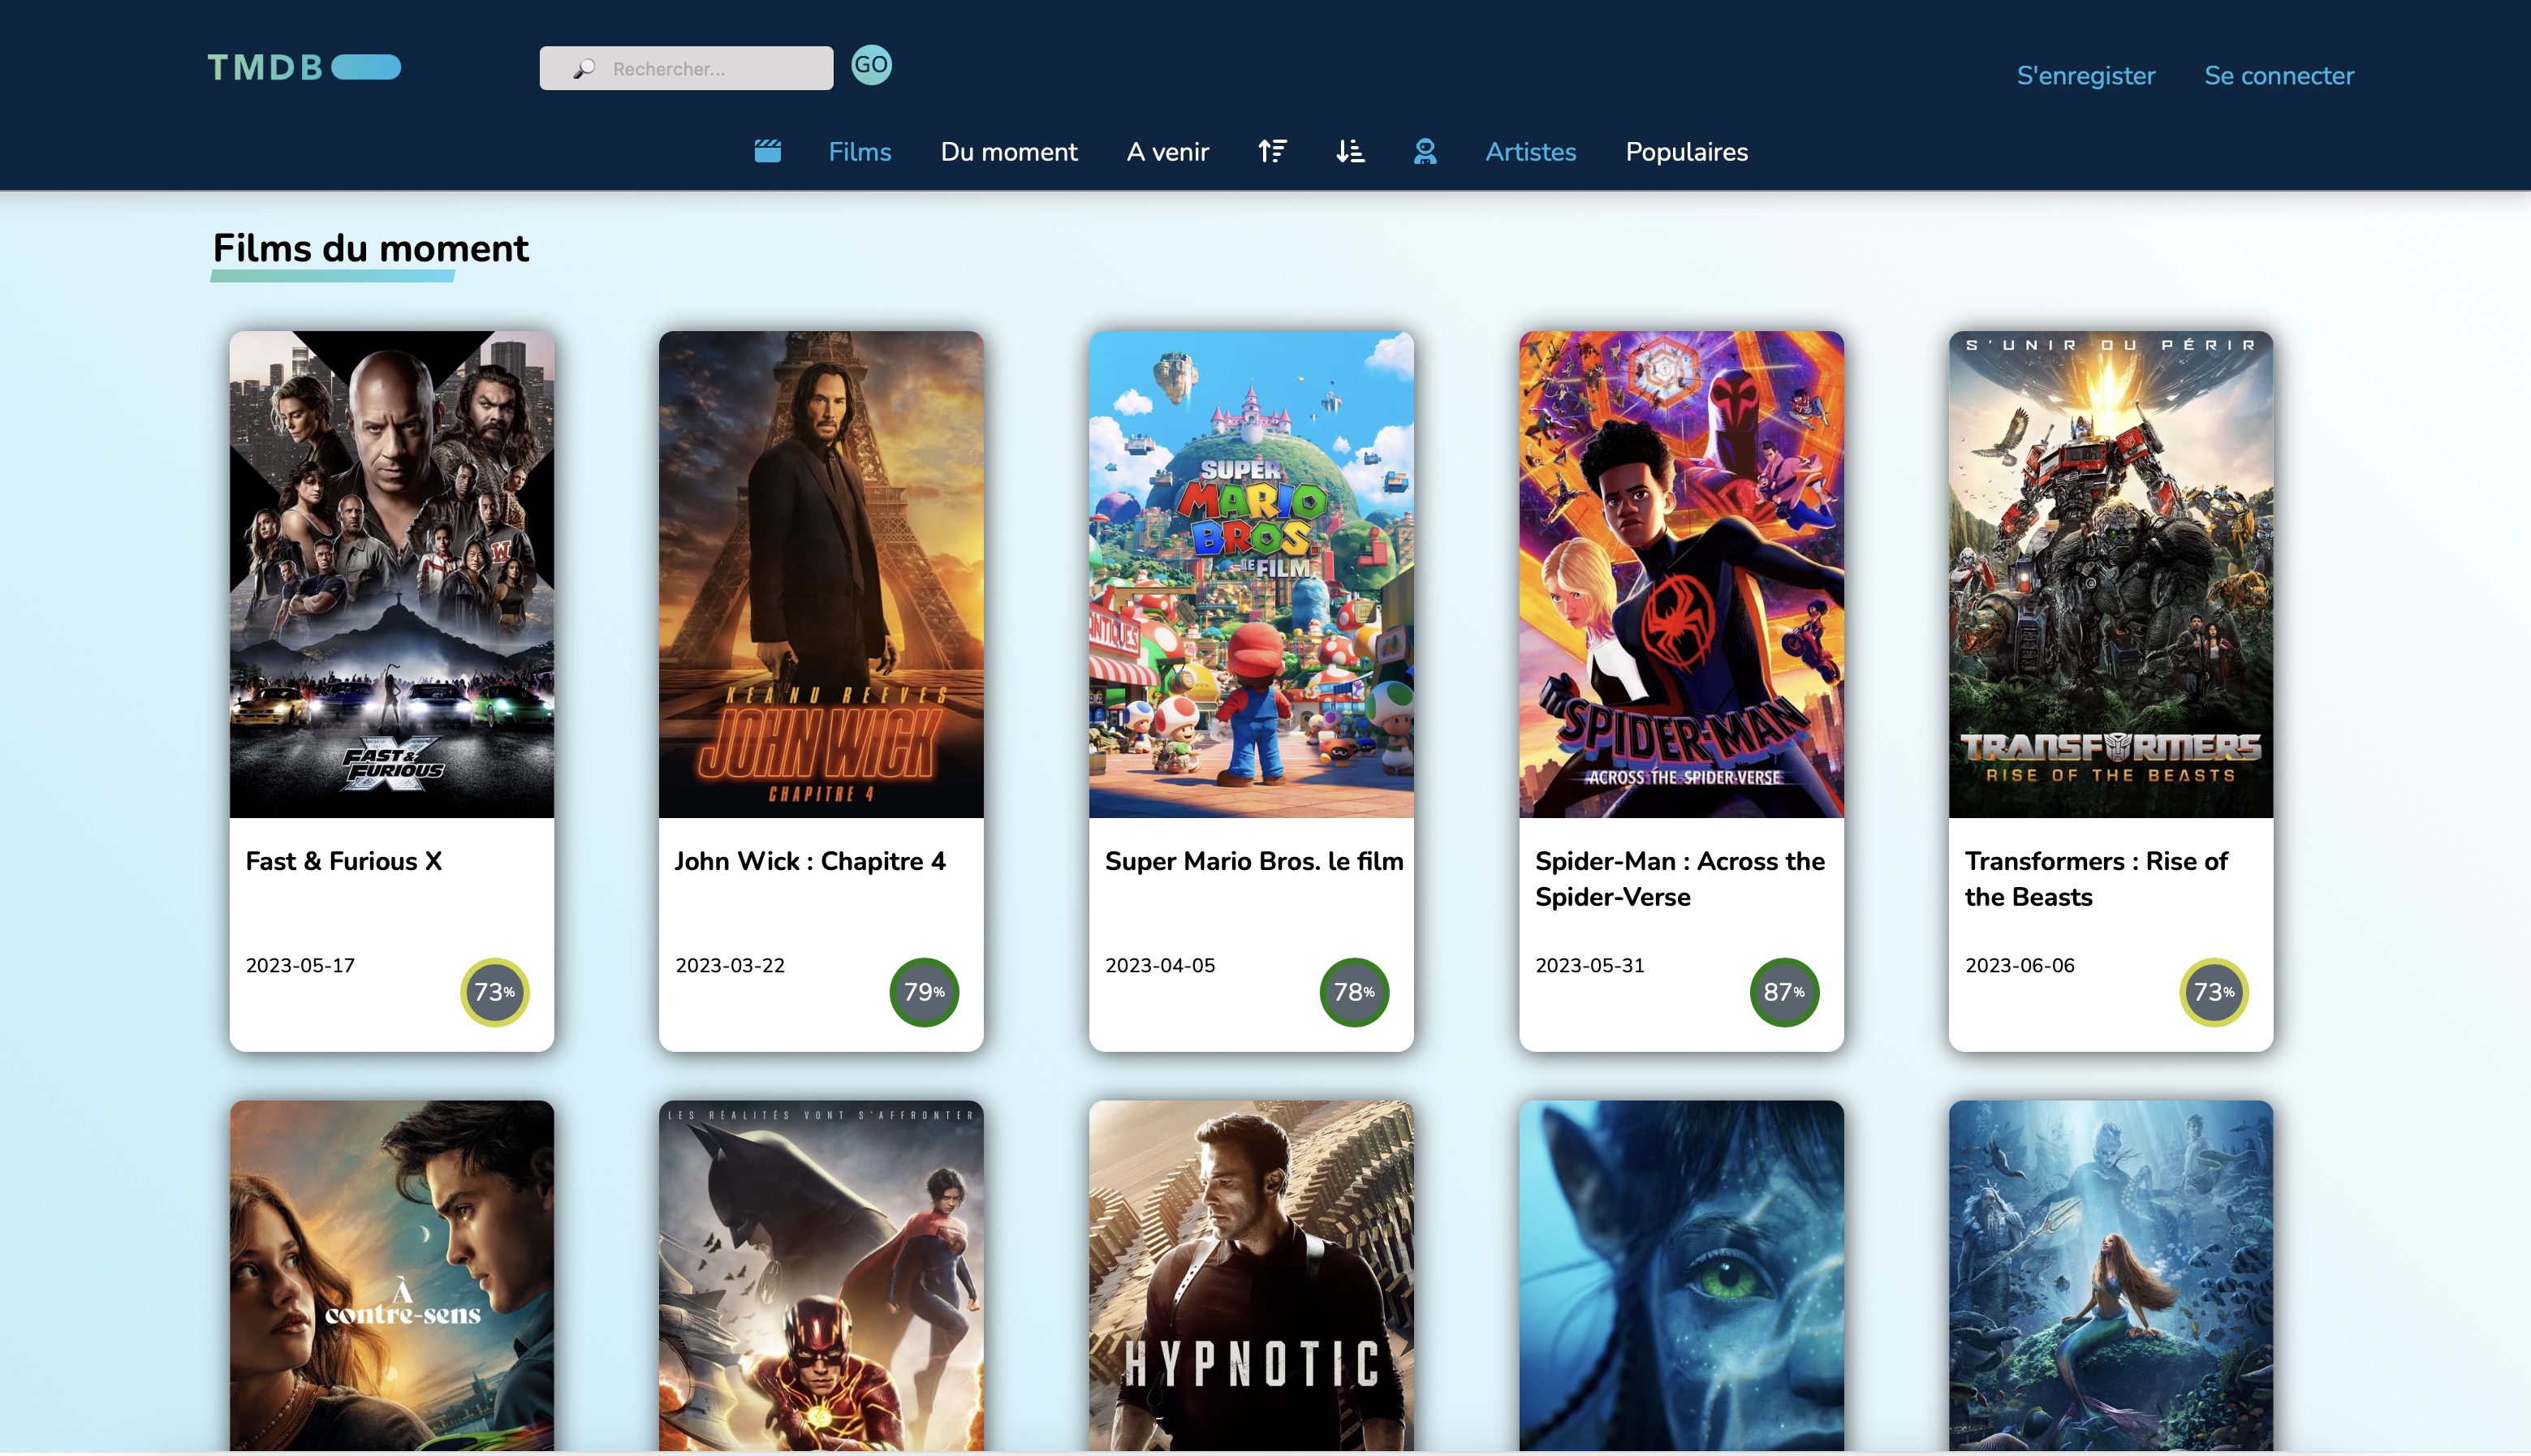 TMDB
Rechercher...
GO
S'enregister
Se connecter
Films
Du moment
A venir
Artistes
Populaires
Films du moment
FAST &
FURIOUS
X
W
KEANU REEVES
JOHN WICK
CHAPITRE 4
SUPER
MARIO
BROS.
LE FILM
ANTIQUES
SPIDER-MAN
ACROSS THE SPIDER-VERSE
S'UNIR OU PÉRIR
TRANSFORMERS
RISE OF THE BEASTS
Fast & Furious X
2023-05-17
73%
John Wick : Chapitre 4
2023-03-22
79%
Super Mario Bros. le film
2023-04-05
78%
Spider-Man : Across the
Spider-Verse
2023-05-31
87%
Transformers : Rise of
the Beasts
2023-06-06
73%
À
contre-sens
LES RÉALITÉS VONT S'AFFRONTER
HYPNOTIC